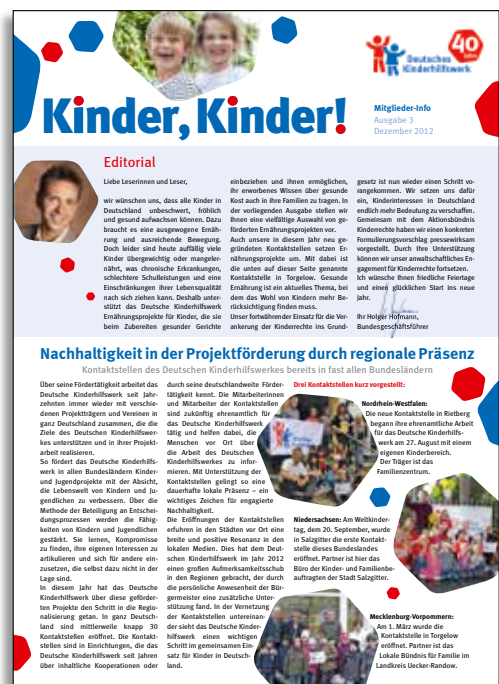 40
Jahre
Deutsches
Kinderhilfswerk
Kinder, Kinder!
Mitglieder-Info
Ausgabe 3
Dezember 2012
Editorial
Liebe Leserinnen und Leser,
wir wünschen uns, dass alle Kinder in
Deutschland unbeschwert, fröhlich
und gesund aufwachsen können. Dazu
braucht es eine ausgewogene Ernäh-
rung und ausreichende Bewegung.
Doch leider sind heute auffällig viele
Kinder übergewichtig oder mangeler-
nährt, was chronische Erkrankungen,
schlechtere Schulleistungen und eine
Einschränkungen ihrer Lebensqualität
nach sich ziehen kann. Deshalb unter-
stützt das Deutsche Kinderhilfswerk
Ernährungsprojekte für Kinder, die sie
beim Zubereiten gesunder Gerichte
einbeziehen und ihnen ermöglichen,
ihr erworbenes Wissen über gesunde
Kost auch in ihre Familien zu tragen. In
der vorliegenden Ausgabe stellen wir
Ihnen eine vielfältige Auswahl von ge-
förderten Ernährungsprojekten vor.
Auch unsere in diesem Jahr neu ge-
gründeten Kontaktstellen setzen Er-
nährungsprojekte um. Mit dabei ist
die unten auf dieser Seite genannte
Kontaktstelle in Torgelow. Gesunde
Ernährung ist ein aktuelles Thema, bei
dem das Wohl von Kindern mehr Be-
rücksichtigung finden muss.
Unser fortwährender Einsatz für die Ver-
ankerung der Kinderrechte ins Grund-
gesetz ist nun wieder einen Schritt vo-
rangekommen. Wir setzen uns dafür
ein, Kinderinteressen in Deutschland
endlich mehr Bedeutung zu verschaffen.
Gemeinsam mit dem Aktionsbündnis
Kinderrechte haben wir einen konkreten
Formulierungsvorschlag pressewirksam
vorgestellt. Durch Ihre Unterstützung
können wir unser anwaltschaftliches En-
gagement für Kinderrechte fortsetzen.
Ich wünsche Ihnen friedliche Feiertage
und einen glücklichen Start ins neue
Jahr.
Ihr Holger Hofmann,
Bundesgeschäftsführer
Nachhaltigkeit in der Projektförderung durch regionale Präsenz
Kontaktstellen des Deutschen Kinderhilfswerkes bereits in fast allen Bundesländern
Über seine Fördertätigkeit arbeitet das
Deutsche Kinderhilfswerk seit Jahr-
zehnten immer wieder mit verschie-
denen Projektträgern und Vereinen in
ganz Deutschland zusammen, die die
Ziele des Deutschen Kinderhilfswer-
kes unterstützen und in ihrer Projekt-
arbeit realisieren.
So fördert das Deutsche Kinderhilfs-
werk in allen Bundesländern Kinder-
und Jugendprojekte mit der Absicht,
die Lebenswelt von Kindern und Ju-
gendlichen zu verbessern. Über die
Methode der Beteiligung an Entschei-
dungsprozessen werden die Fähig-
keiten von Kindern und Jugendlichen
gestärkt. Sie lernen, Kompromisse
zu finden, ihre eigenen Interessen zu
artikulieren und sich für andere ein-
zusetzen, die selbst dazu nicht in der
Lage sind.
In diesem Jahr hat das Deutsche
Kinderhilfswerk über diese geförder-
ten Projekte den Schritt in die Regio-
nalisierung getan. In ganz Deutsch-
land sind mittlerweile knapp 30
Kontaktstellen eröffnet. Die Kontakt-
stellen sind in Einrichtungen, die das
Deutsche Kinderhilfswerk seit Jahren
über inhaltliche Kooperationen oder
durch seine deutschlandweite Förder-
tätigkeit kennt. Die Mitarbeiterinnen
und Mitarbeiter der Kontaktstellen
sind zukünftig ehrenamtlich für
das Deutsche Kinderhilfswerk
tätig und helfen dabei, die
Menschen vor Ort über
die Arbeit des Deutschen
Kinderhilfswerkes zu infor-
mieren. Mit Unterstützung der
Kontaktstellen gelingt so eine
dauerhafte lokale Präsenz – ein
wichtiges Zeichen für engagierte
Nachhaltigkeit.
Die Eröffnungen der Kontaktstellen
erfuhren in den Städten vor Ort eine
breite und positive Resonanz in den
lokalen Medien. Dies hat dem Deut-
schen Kinderhilfswerk im Jahr 2012
einen großen Aufmerksamkeitsschub
in den Regionen gebracht, der durch
die persönliche Anwesenheit der Bür-
germeister eine zusätzliche Unter-
stützung fand. In der Vernetzung
der Kontaktstellen untereinan-
der sieht das Deutsche Kinder-
hilfswerk einen wichtigen
Schritt im gemeinsamen Ein-
satz für Kinder in Deutsch-
land.
Drei Kontaktstellen kurz vorgestellt:
Nordrhein-Westfalen:
Die neue Kontaktstelle in Rietberg
begann ihre ehrenamtliche Arbeit
für das Deutsche Kinderhilfs-
werk am 27. August mit einem
eigenen Kinderbereich.
Der Träger ist das
Familienzentrum.
Niedersachsen: Am Weltkinder-
tag, dem 20. September, wurde
in Salzgitter die erste Kontakt-
stelle dieses Bundeslandes
eröffnet. Partner ist hier das
Büro der Kinder- und Familienbe-
auftragten der Stadt Salzgitter.
Mecklenburg-Vorpommern:
Am 1. März wurde die
Kontaktstelle in Torgelow
eröffnet. Partner ist das
Lokale Bündnis für Familie im
Landkreis Uecker-Randow.